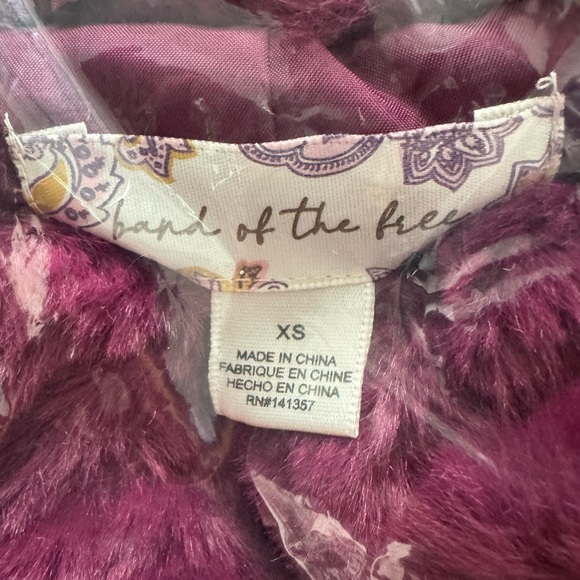 band of the free
XS
MADE IN CHINA
FABRIQUE EN CHINE
HECHO EN CHINA
RN#141357